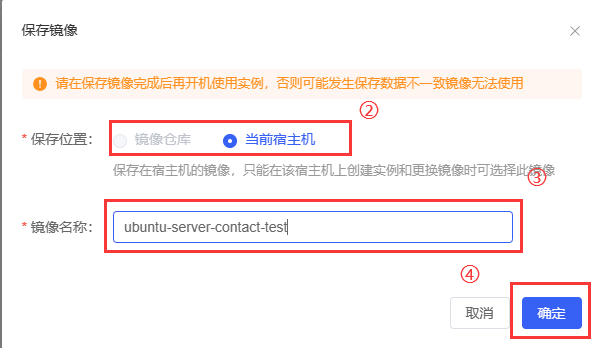 保存镜像
请在保存镜像完成后再开机使用实例，否则可能发生保存数据不一致镜像无法使用
②
* 保存位置： 镜像仓库 当前宿主机
保存在宿主机的镜像，只能在该宿主机上创建实例和更换镜像时可选择此镜像
③
* 镜像名称： ubuntu-server-contact-test
④
取消 确定